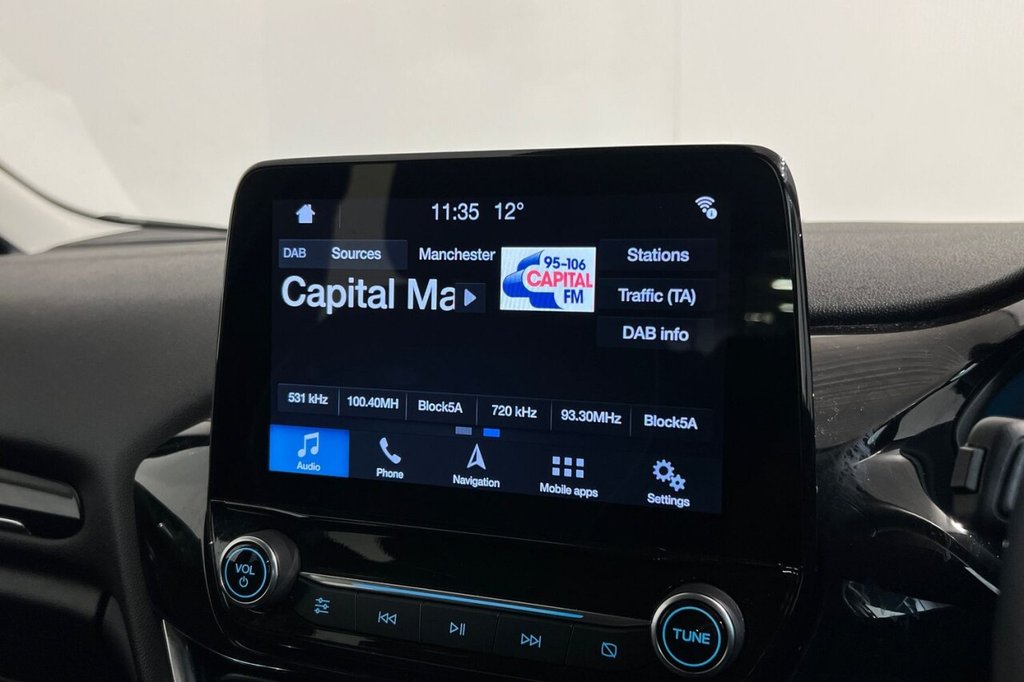 11:35 12°
DAB Sources Manchester
95-106
CAPITAL
FM
Stations
Capital Ma
Traffic (TA)
DAB info
531 kHz 100.40MH Block5A 720 kHz 93.30MHz Block5A
Audio Phone Navigation Mobile apps Settings
VOL
TUNE